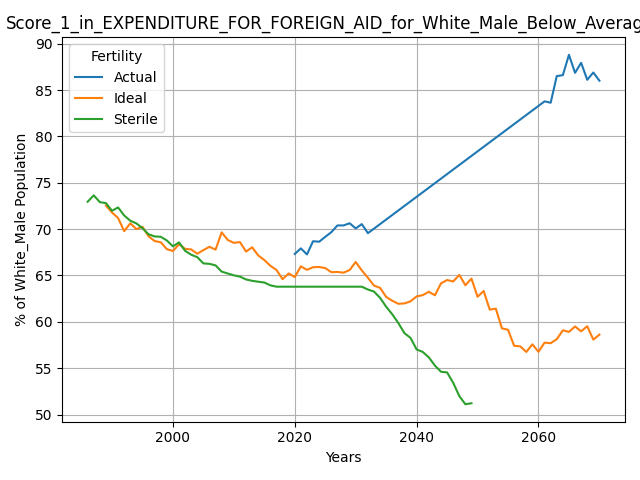 Score_1_in_EXPENDITURE_FOR_FOREIGN_AID_for_White_Male_Below_Averag
Fertility
Actual
Ideal
Sterile
% of White_Male Population
90
85
80
75
70
65
60
55
50
2000
2020
2040
2060
Years